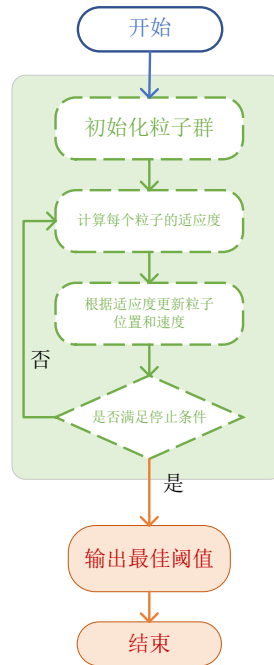 开始
初始化粒子群
计算每个粒子的适应度
根据适应度更新粒子
位置和速度
否
是否满足停止条件
是
输出最佳阈值
结束